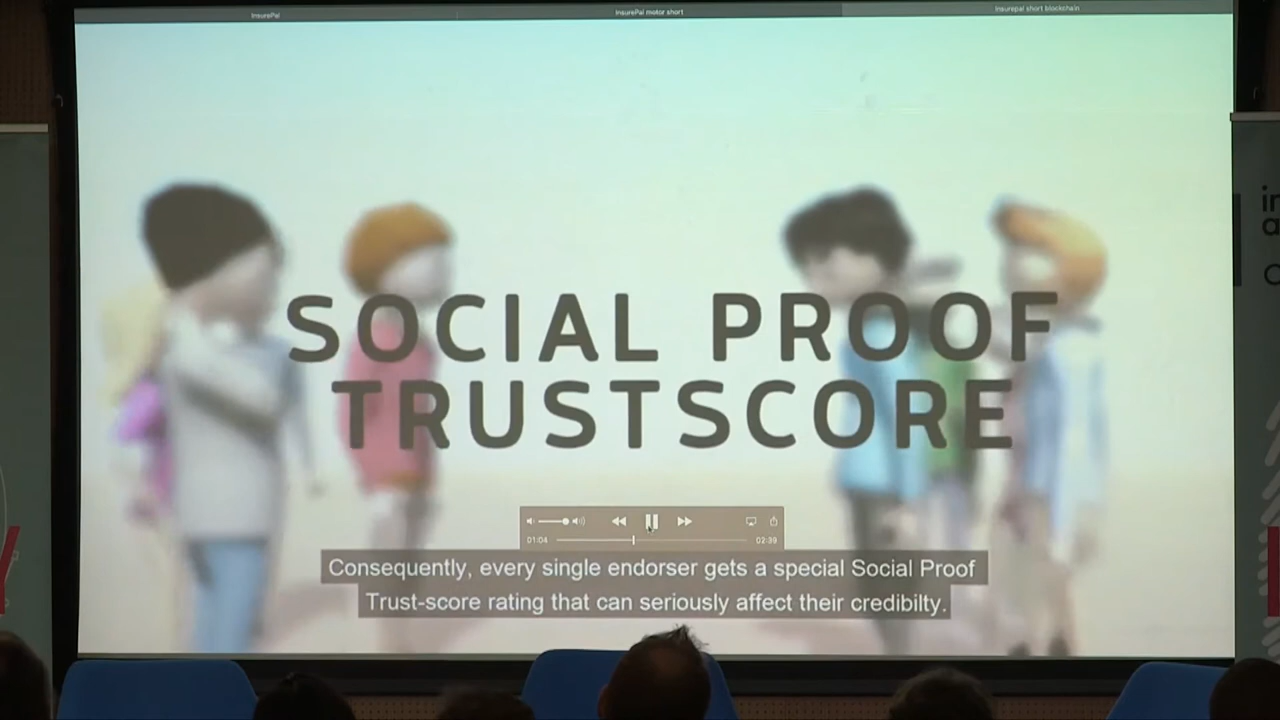 InsurePal
InsurePal motor short
Insurepal short blockchain
SOCIAL PROOF
TRUSTSCORE
01:04
02:39
Consequently, every single endorser gets a special Social Proof
Trust-score rating that can seriously affect their credibilty.